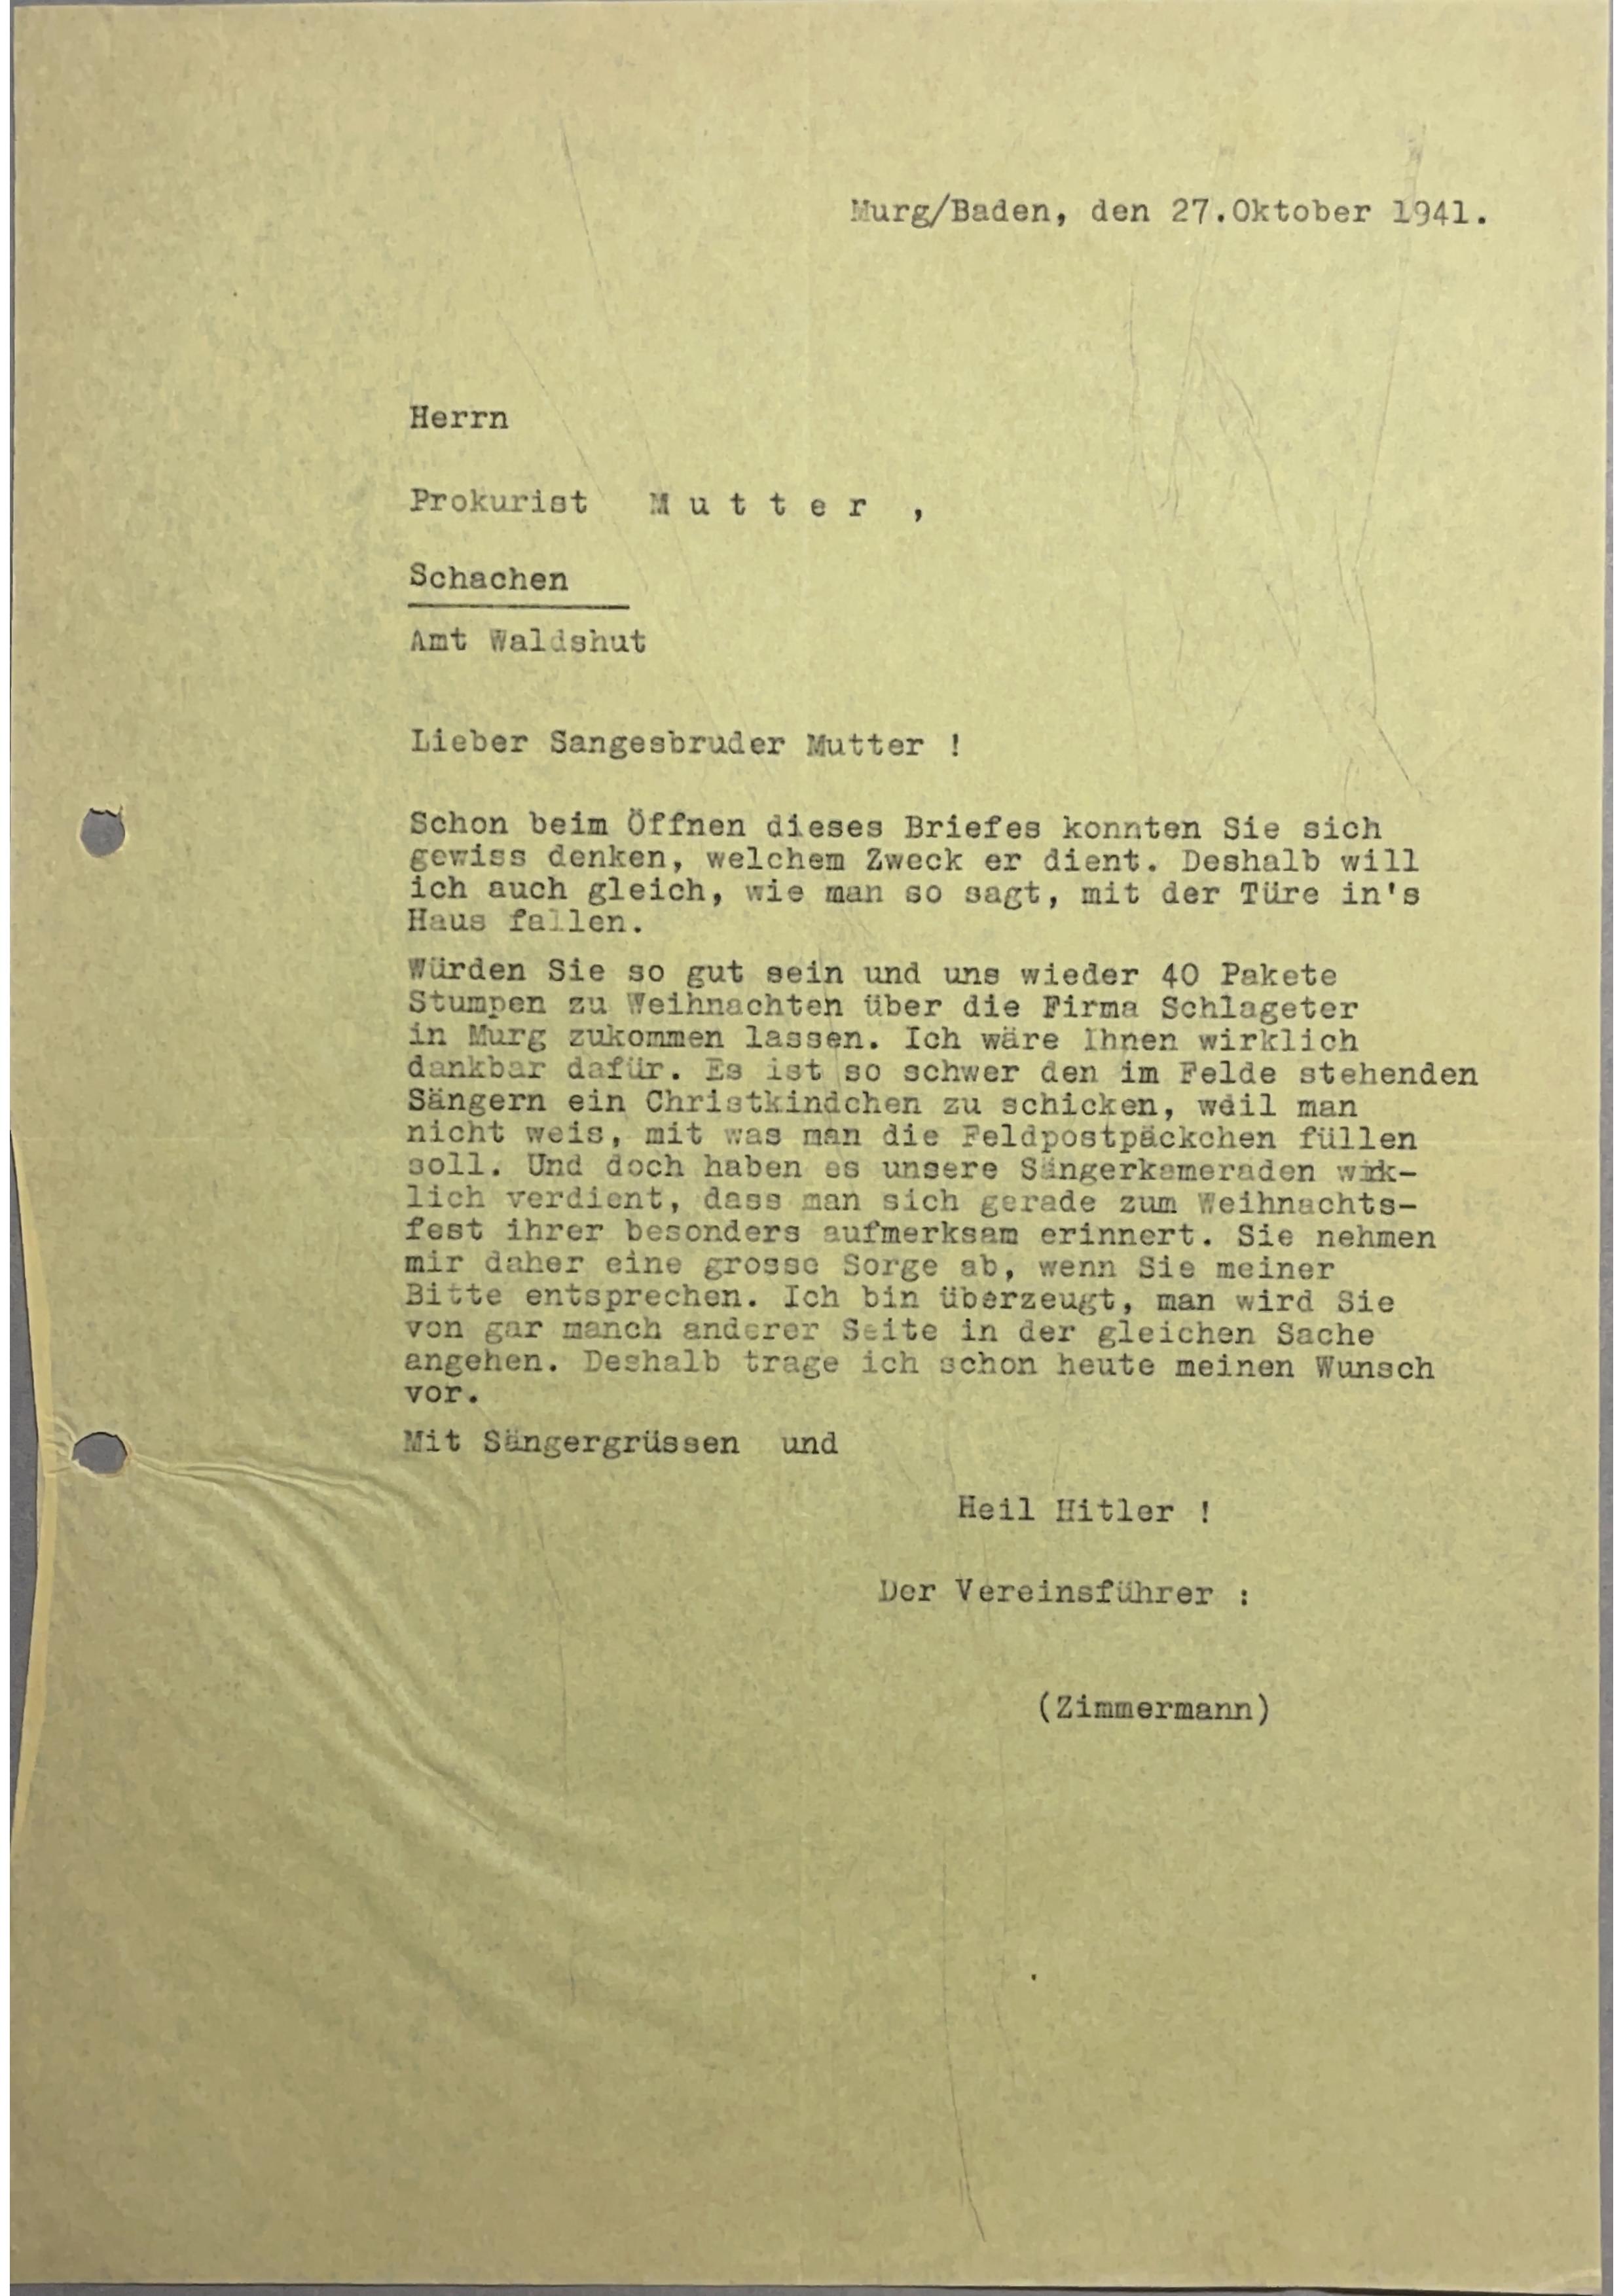 Murg/Baden, den 27.Oktober 1941.
Herrn
Prokurist M u t t e r ,
Schachen
Amt Waldshut
Lieber Sangesbruder Mutter !
Schon beim Öffnen dieses Briefes konnten Sie sich
gewiss denken, welchem Zweck er dient. Deshalb will
ich auch gleich, wie man so sagt, mit der Türe in's
Haus fallen.
Würden Sie so gut sein und uns wieder 40 Pakete
Stumpen zu Weihnachten über die Firma Schlageter
in Murg zukommen lassen. Ich wäre Ihnen wirklich
dankbar dafür. Es ist so schwer den im Felde stehenden
Sängern ein Christkindchen zu schicken, weil man
nicht weis, mit was man die Feldpostpäckchen füllen
soll. Und doch haben es unsere Sängerkameraden wirk-
lich verdient, dass man sich gerade zum Weihnachts-
fest ihrer besonders aufmerksam erinnert. Sie nehmen
mir daher eine grosse Sorge ab, wenn Sie meiner
Bitte entsprechen. Ich bin überzeugt, man wird Sie
von gar manch anderer Seite in der gleichen Sache
angehen. Deshalb trage ich schon heute meinen Wunsch
vor.
Mit Sängergrüssen und
Heil Hitler !
Der Vereinsführer :
(Zimmermann)